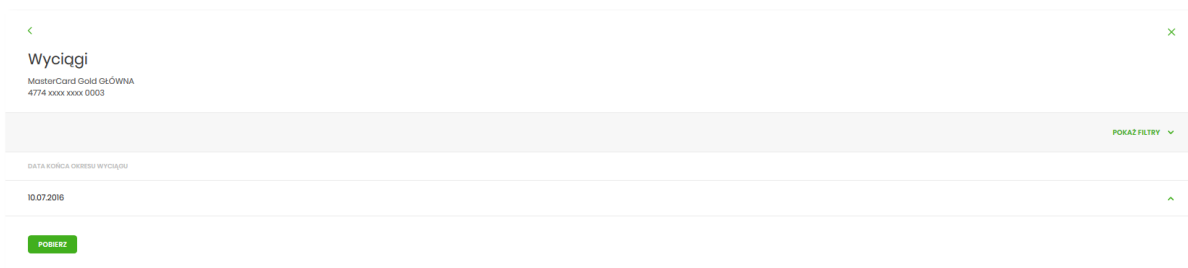 Wyciągi
MasterCard Gold GŁÓWNA
4774 xxxx xxxx 0003
POKAŻ FILTRY
DATA KOŃCA OKRESU WYCIĄGU
10.07.2016
POBIERZ